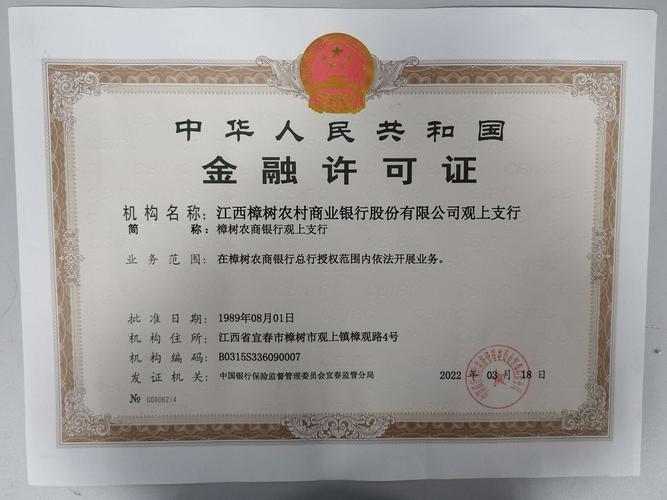 中华人民共和国
金融许可证
机构名称: 江西樟树农村商业银行股份有限公司观上支行
简称: 樟树农商银行观上支行
业务范围: 在樟树农商银行总行授权范围内依法开展业务。
批准日期: 1989年08月01日
机构住所: 江西省宜春市樟树市观上镇樟观路4号
机构编码: B0315S336090007
发证机关: 中国银行保险监督管理委员会宜春监管分局
2022 年 03 月 18 日
№ 00906214